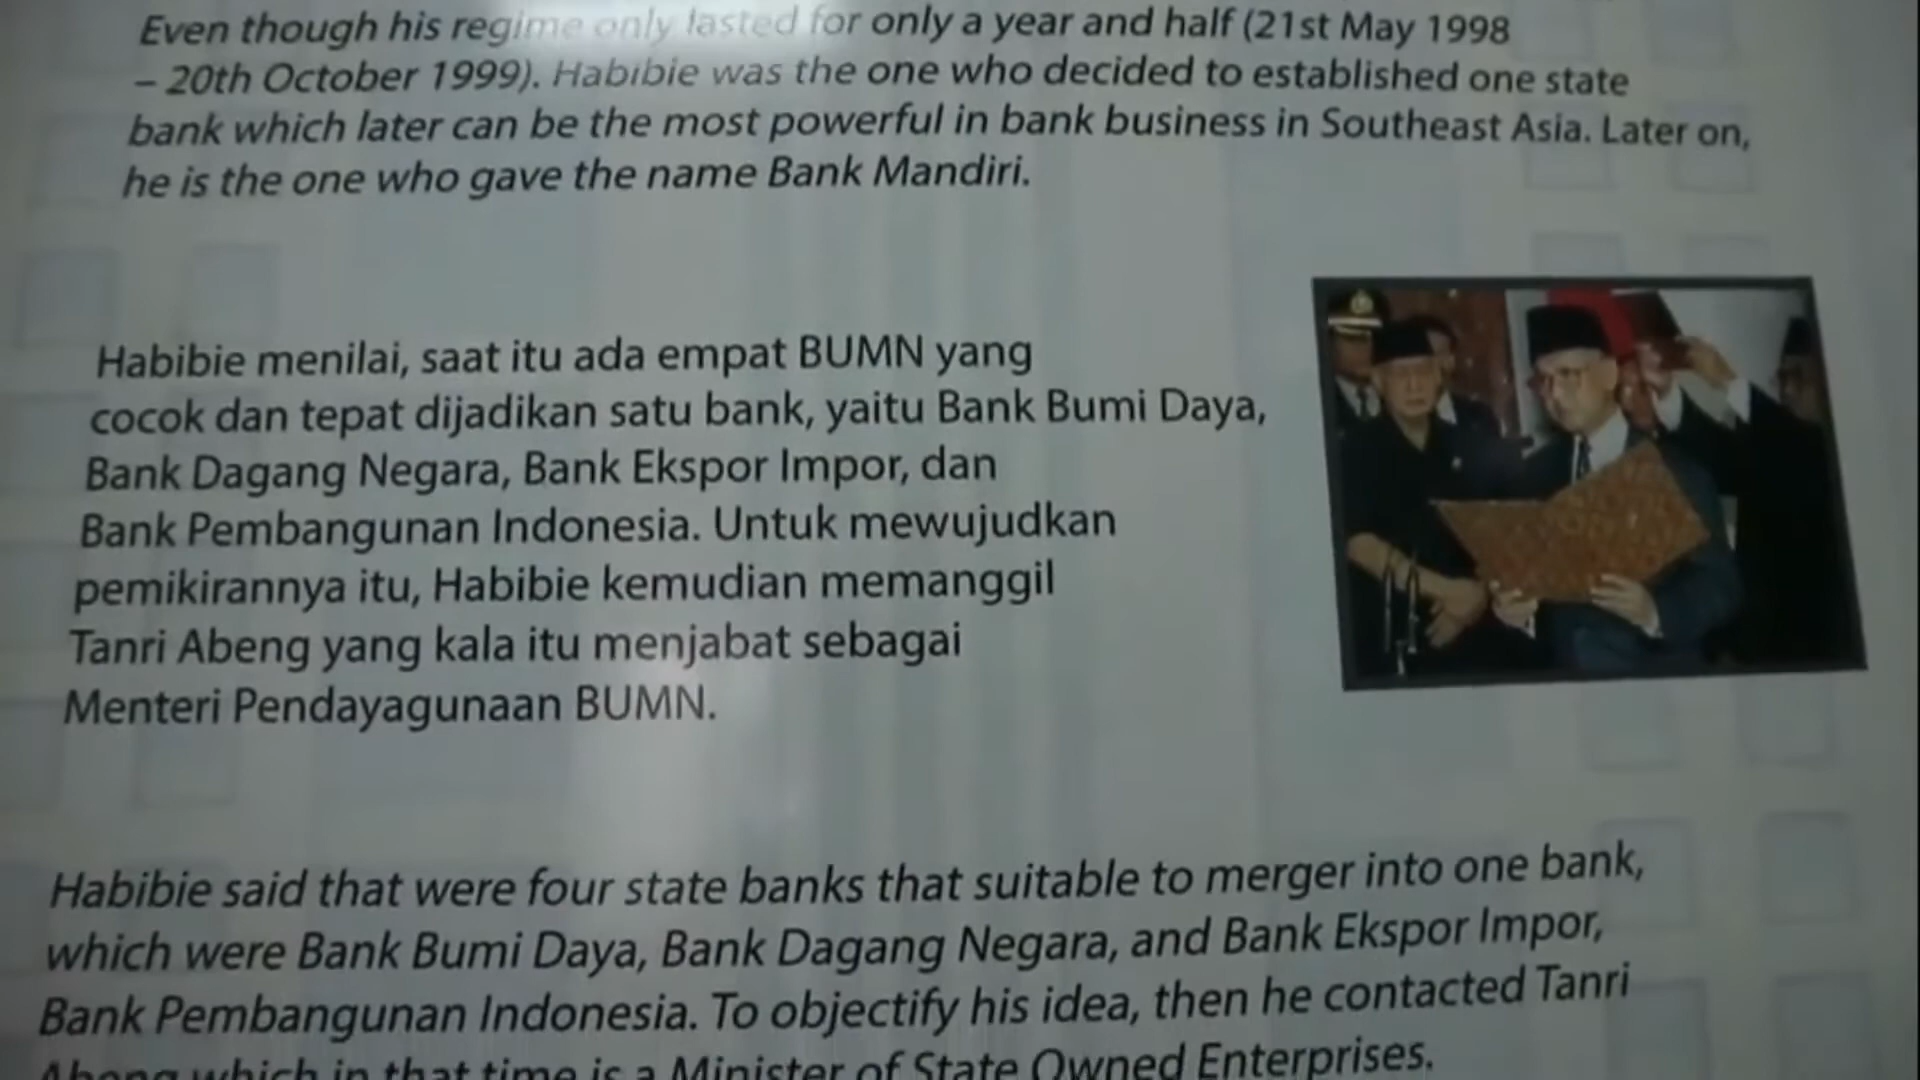 Even though his regime only lasted for only a year and half (21st May 1998
– 20th October 1999). Habibie was the one who decided to established one state
bank which later can be the most powerful in bank business in Southeast Asia. Later on,
he is the one who gave the name Bank Mandiri.
Habibie menilai, saat itu ada empat BUMN yang
cocok dan tepat dijadikan satu bank, yaitu Bank Bumi Daya,
Bank Dagang Negara, Bank Ekspor Impor, dan
Bank Pembangunan Indonesia. Untuk mewujudkan
pemikirannya itu, Habibie kemudian memanggil
Tanri Abeng yang kala itu menjabat sebagai
Menteri Pendayagunaan BUMN.
Habibie said that were four state banks that suitable to merger into one bank,
which were Bank Bumi Daya, Bank Dagang Negara, and Bank Ekspor Impor,
Bank Pembangunan Indonesia. To objectify his idea, then he contacted Tanri
Abeng which in that time is a Minister of State Owned Enterprises.